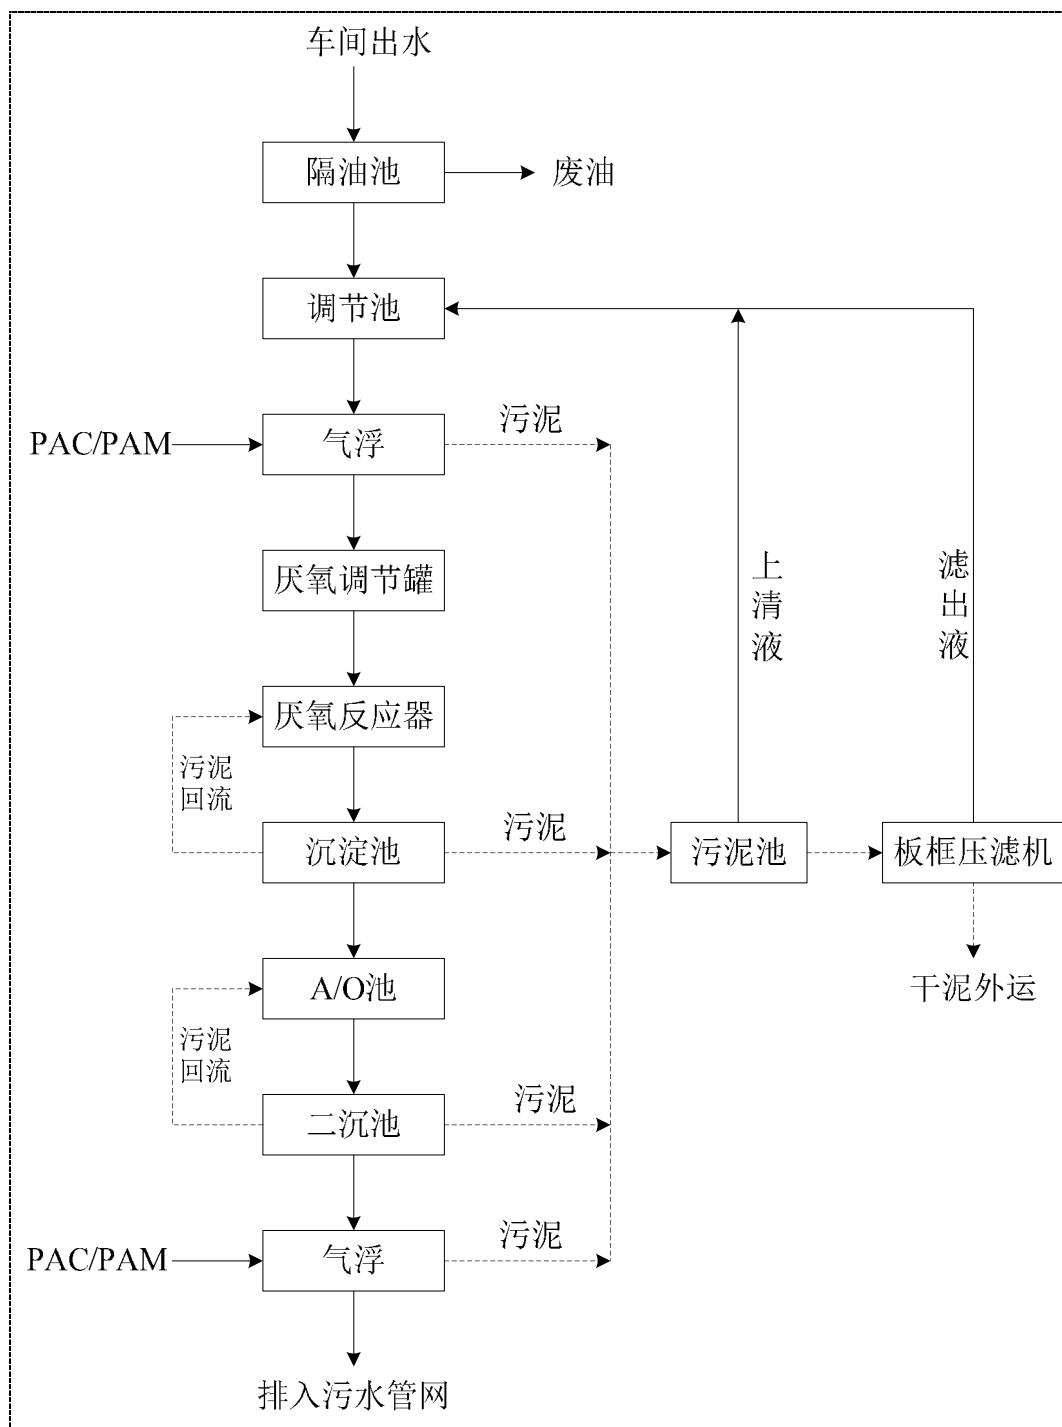 车间出水
隔油池
废油
调节池
PAC/PAM
气浮
污泥
厌氧调节罐
上清液
滤出液
厌氧反应器
污泥
回流
沉淀池
污泥
污泥池
板框压滤机
A/O池
干泥外运
污泥
回流
二沉池
污泥
PAC/PAM
气浮
污泥
排入污水管网